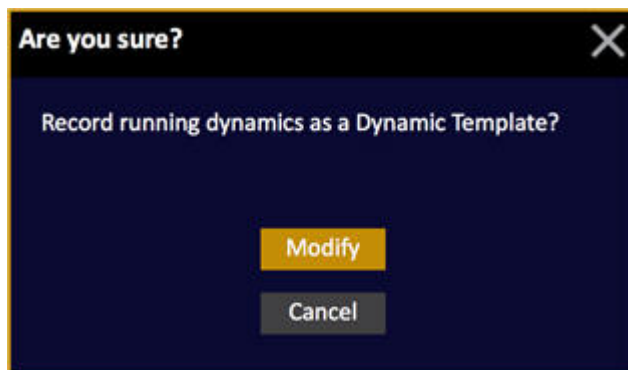 Are you sure?
Record running dynamics as a Dynamic Template?
Modify
Cancel